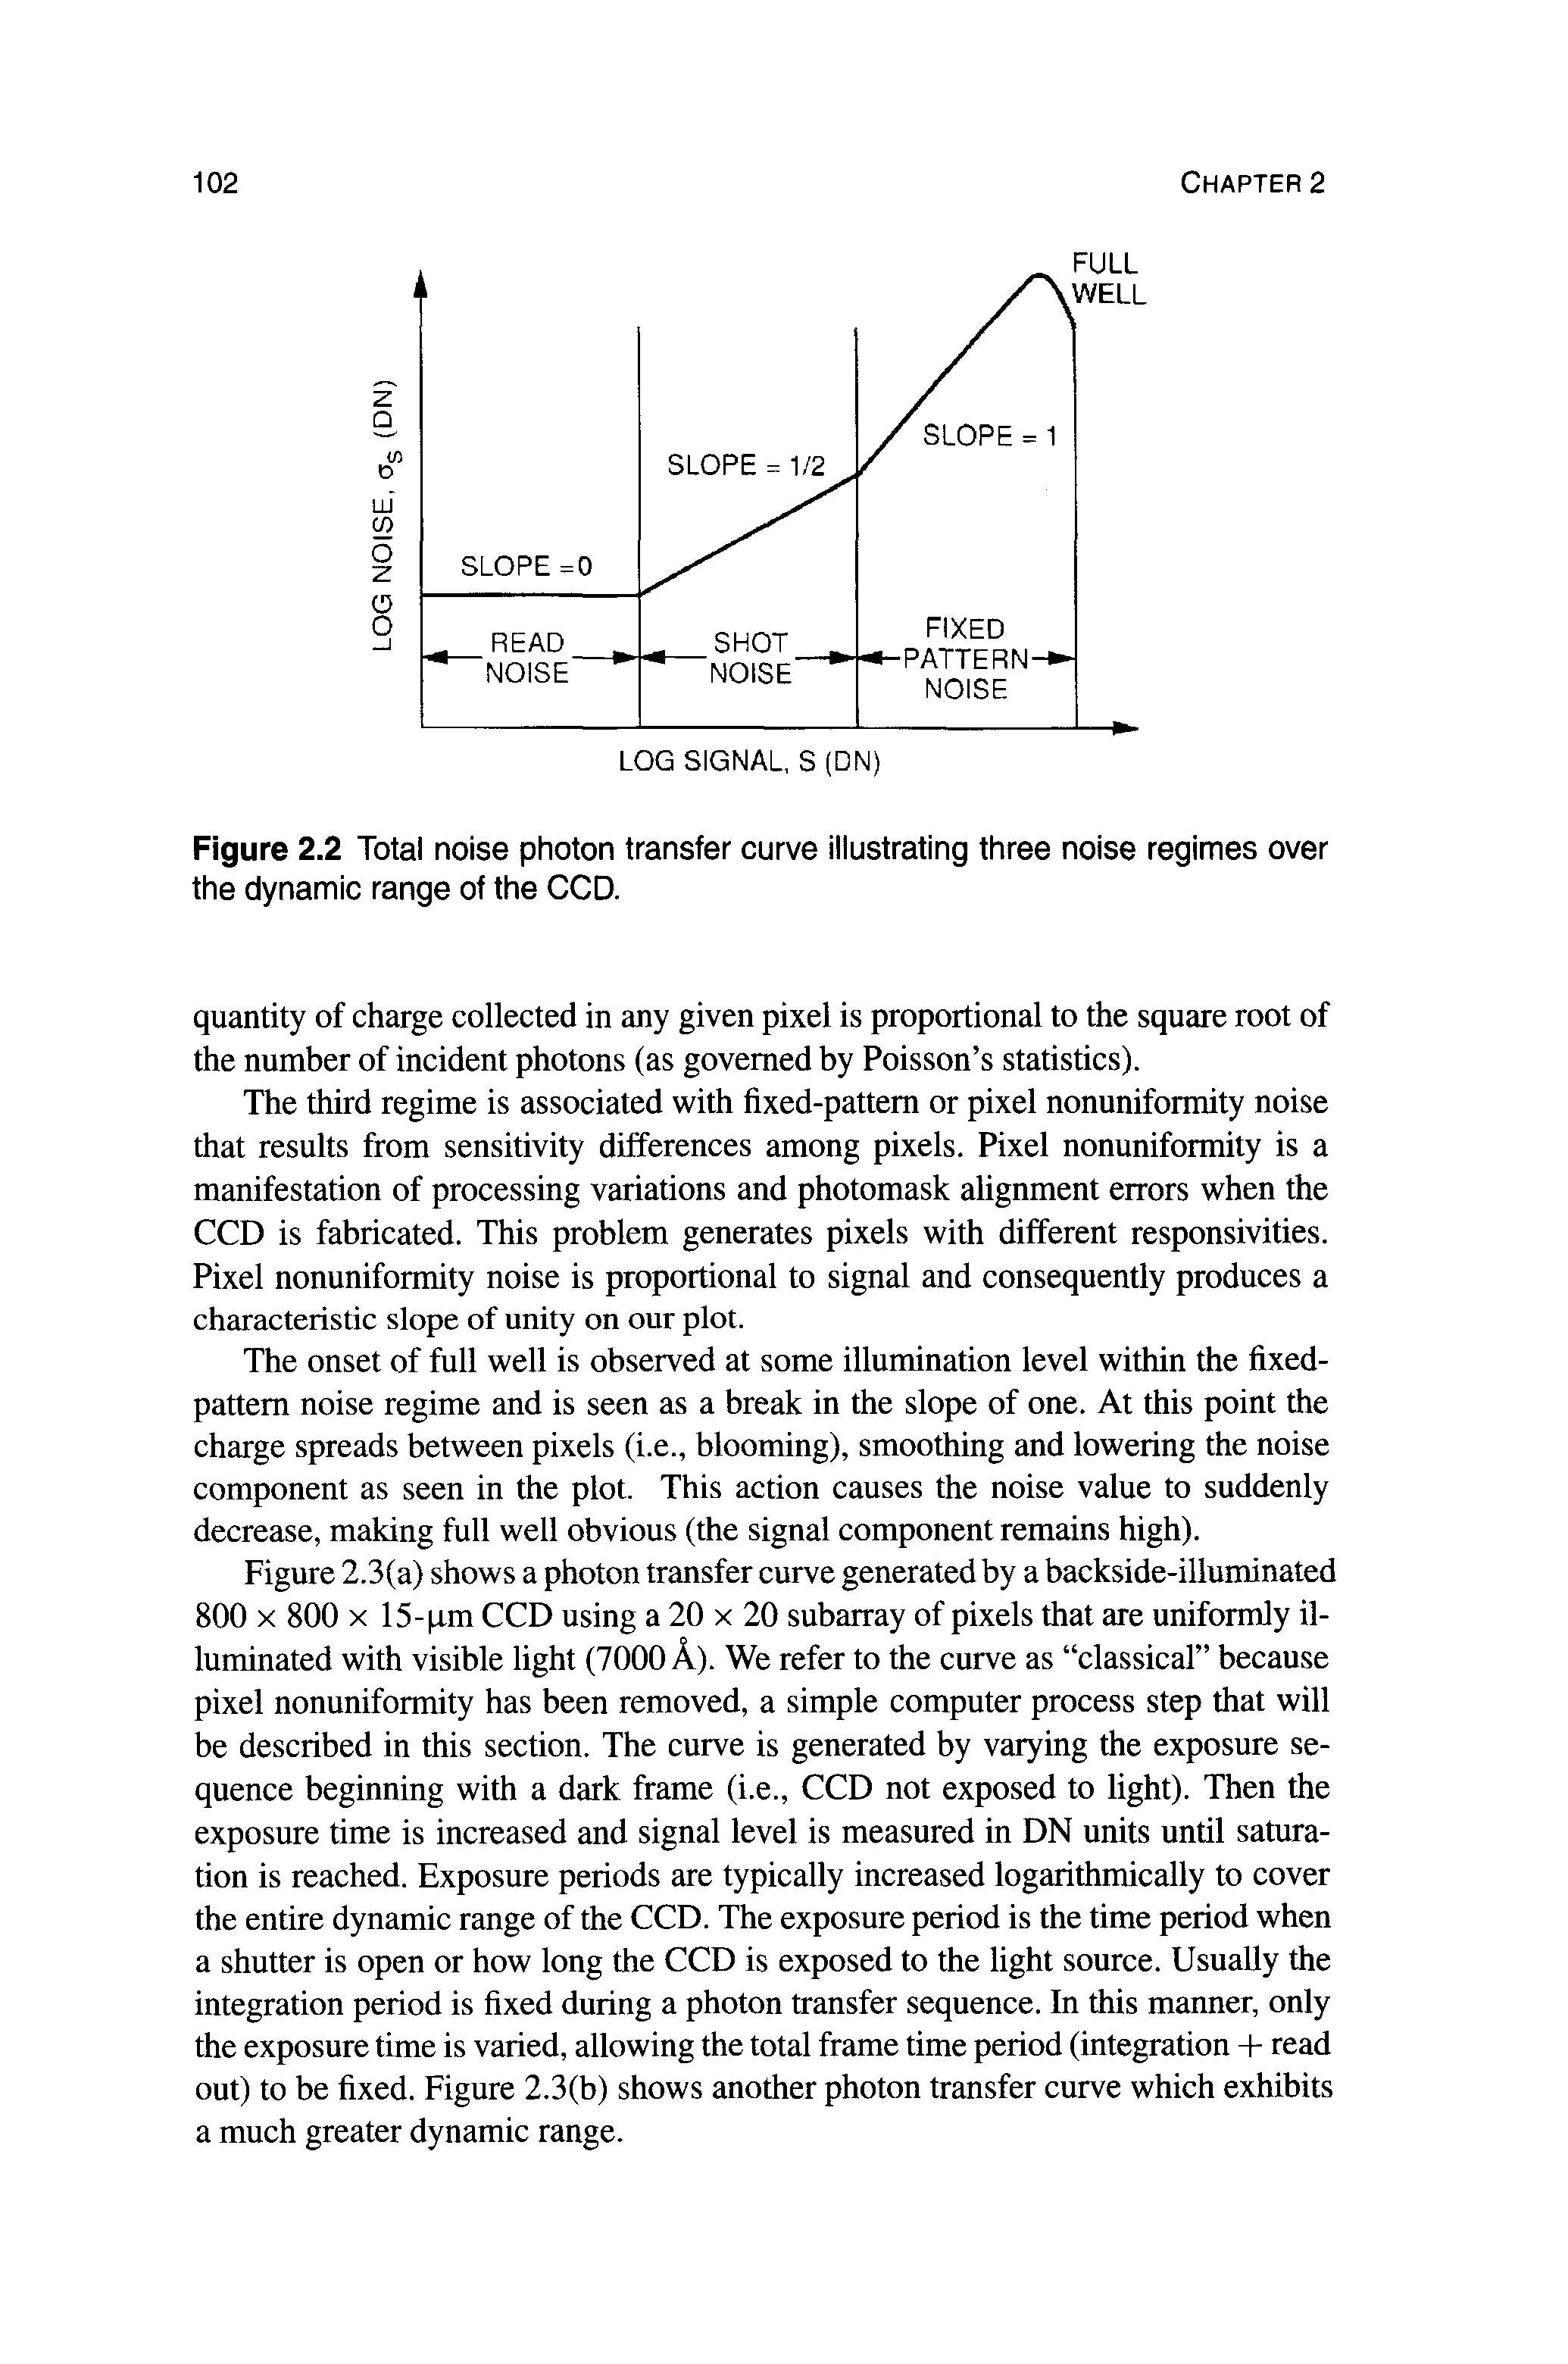 102
CHAPTER 2
FULL
WELL
LOG NOISE, σS (DN)
SLOPE = 1
SLOPE = 1/2
SLOPE =0
READ
NOISE
SHOT
NOISE
FIXED
PATTERN
NOISE
LOG SIGNAL, S (DN)
Figure 2.2 Total noise photon transfer curve illustrating three noise regimes over
the dynamic range of the CCD.
quantity of charge collected in any given pixel is proportional to the square root of
the number of incident photons (as governed by Poisson's statistics).
The third regime is associated with fixed-pattern or pixel nonuniformity noise
that results from sensitivity differences among pixels. Pixel nonuniformity is a
manifestation of processing variations and photomask alignment errors when the
CCD is fabricated. This problem generates pixels with different responsivities.
Pixel nonuniformity noise is proportional to signal and consequently produces a
characteristic slope of unity on our plot.
The onset of full well is observed at some illumination level within the fixed-
pattern noise regime and is seen as a break in the slope of one. At this point the
charge spreads between pixels (i.e., blooming), smoothing and lowering the noise
component as seen in the plot. This action causes the noise value to suddenly
decrease, making full well obvious (the signal component remains high).
Figure 2.3(a) shows a photon transfer curve generated by a backside-illuminated
800 x 800 x 15-μm CCD using a 20 x 20 subarray of pixels that are uniformly il-
luminated with visible light (7000 Å). We refer to the curve as “classical” because
pixel nonuniformity has been removed, a simple computer process step that will
be described in this section. The curve is generated by varying the exposure se-
quence beginning with a dark frame (i.e., CCD not exposed to light). Then the
exposure time is increased and signal level is measured in DN units until satura-
tion is reached. Exposure periods are typically increased logarithmically to cover
the entire dynamic range of the CCD. The exposure period is the time period when
a shutter is open or how long the CCD is exposed to the light source. Usually the
integration period is fixed during a photon transfer sequence. In this manner, only
the exposure time is varied, allowing the total frame time period (integration + read
out) to be fixed. Figure 2.3(b) shows another photon transfer curve which exhibits
a much greater dynamic range.